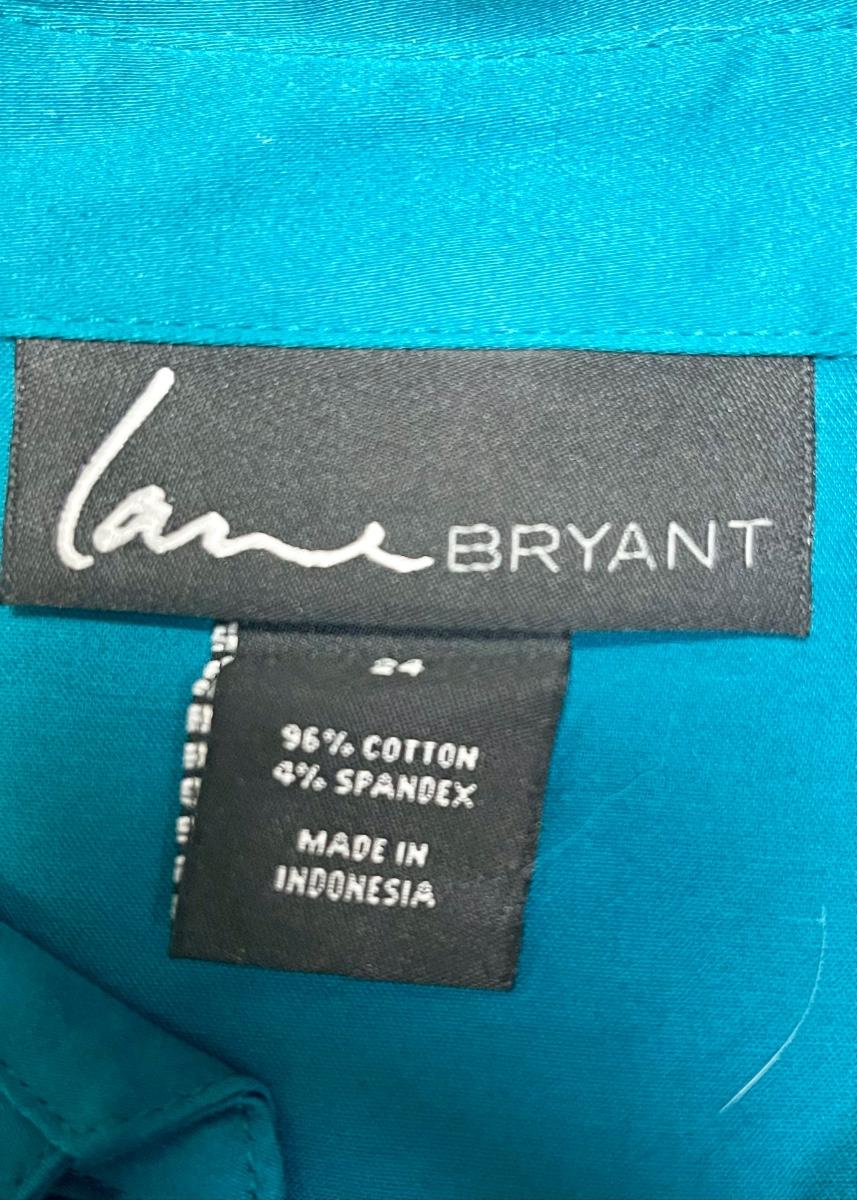 Lane BRYANT
24
96% COTTON
4% SPANDEX
MADE IN
INDONESIA